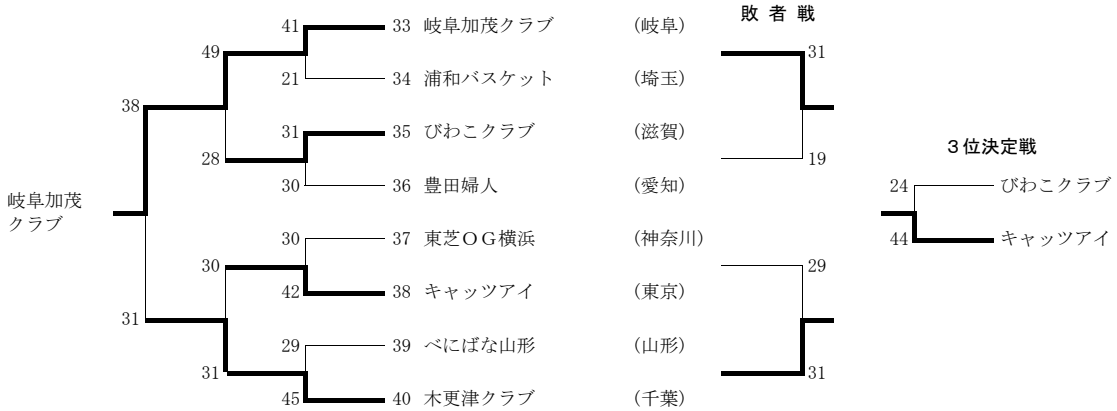 敗 者 戦
41 33 岐阜加茂クラブ (岐阜)
49 31
21 34 浦和バスケット (埼玉)
38
31 35 びわこクラブ (滋賀)
28 19
３位決定戦
30 36 豊田婦人 (愛知)
24 びわこクラブ
岐阜加茂
クラブ
30 37 東芝ＯＧ横浜 (神奈川)
44 キャッツアイ
30 29
42 38 キャッツアイ (東京)
31
29 39 べにばな山形 (山形)
31 31
45 40 木更津クラブ (千葉)